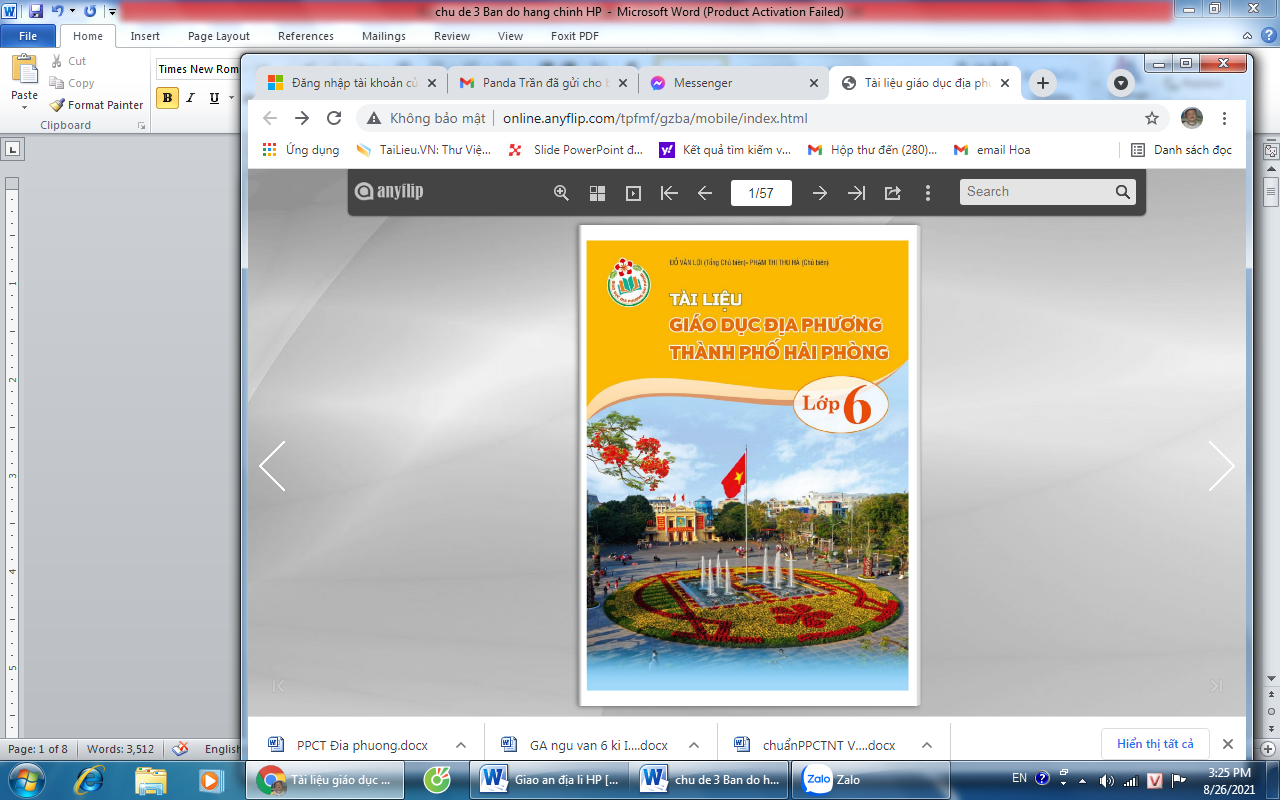 chu de 3 Ban do hang chinh HP - Microsoft Word (Product Activation Failed)
File Home Insert Page Layout References Mailings Review View Foxit PDF
Cut
Copy
Paste
Format Painter
Clipboard
Times New Rom
B I U
Đăng nhập tài khoản củ
Panda Trần đã gửi cho b
Messenger
Tài liệu giáo dục địa phư
Không bảo mật
online.anyflip.com/tpfmf/gzba/mobile/index.html
Ứng dụng
TaiLieu.VN: Thư Việ...
Slide PowerPoint đ...
Kết quả tìm kiếm v...
Hộp thư đến (280)...
email Hoa
Danh sách đọc
anyflip
1/57
Search
ĐỖ VĂN LỢI (Tổng Chủ biên)- PHẠM THỊ THU HÀ (Chủ biên)
TÀI LIỆU
GIÁO DỤC ĐỊA PHƯƠNG
THÀNH PHỐ HẢI PHÒNG
Lớp 6
1
2
3
4
5
Page: 1 of 8
Words: 3,512
English
PPCT Đia phuong.docx
GA ngu van 6 ki I....docx
chuẩnPPCTNT V....docx
Hiển thị tất cả
Tài liệu giáo dục ...
Giao an địa lí HP [...
chu de 3 Ban do h...
Zalo
Zalo
EN
3:25 PM
8/26/2021